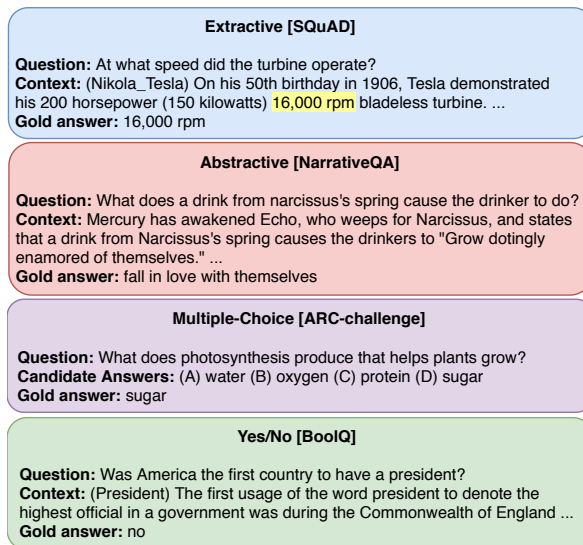 Extractive [SQuAD]
Question: At what speed did the turbine operate?
Context: (Nikola_Tesla) On his 50th birthday in 1906, Tesla demonstrated
his 200 horsepower (150 kilowatts) 16,000 rpm bladeless turbine. ...
Gold answer: 16,000 rpm
Abstractive [NarrativeQA]
Question: What does a drink from narcissus's spring cause the drinker to do?
Context: Mercury has awakened Echo, who weeps for Narcissus, and states
that a drink from Narcissus's spring causes the drinkers to "Grow dotingly
enamored of themselves." ...
Gold answer: fall in love with themselves
Multiple-Choice [ARC-challenge]
Question: What does photosynthesis produce that helps plants grow?
Candidate Answers: (A) water (B) oxygen (C) protein (D) sugar
Gold answer: sugar
Yes/No [BoolQ]
Question: Was America the first country to have a president?
Context: (President) The first usage of the word president to denote the
highest official in a government was during the Commonwealth of England ...
Gold answer: no